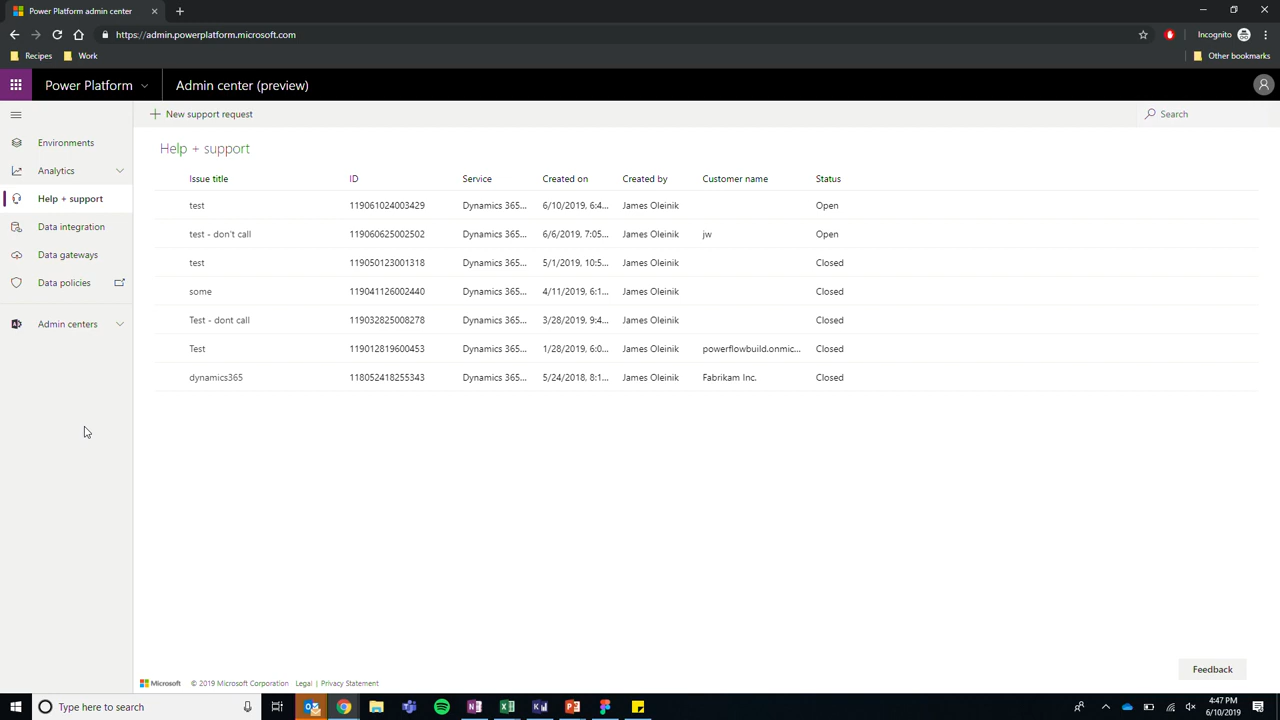 Power Platform admin center
https://admin.powerplatform.microsoft.com
Incognito
Recipes Work Other bookmarks
Power Platform Admin center (preview)
New support request Search
Help + support
Environments
Analytics
Help + support
Data integration
Data gateways
Data policies
Admin centers
Issue title ID Service Created on Created by Customer name Status
test 119061024003429 Dynamics 365... 6/10/2019, 6:4... James Oleinik Open
test - don't call 119060625002502 Dynamics 365... 6/6/2019, 7:05... James Oleinik jw Open
test 119050123001318 Dynamics 365... 5/1/2019, 10:5... James Oleinik Closed
some 119041126002440 Dynamics 365... 4/11/2019, 6:1... James Oleinik Closed
Test - dont call 119032825008278 Dynamics 365... 3/28/2019, 9:4... James Oleinik Closed
Test 119012819600453 Dynamics 365... 1/28/2019, 6:0... James Oleinik powerflowbuild.onmic... Closed
dynamics365 118052418255343 Dynamics 365... 5/24/2018, 8:1... James Oleinik Fabrikam Inc. Closed
Feedback
Microsoft © 2019 Microsoft Corporation Legal | Privacy Statement
Type here to search
4:47 PM
6/10/2019